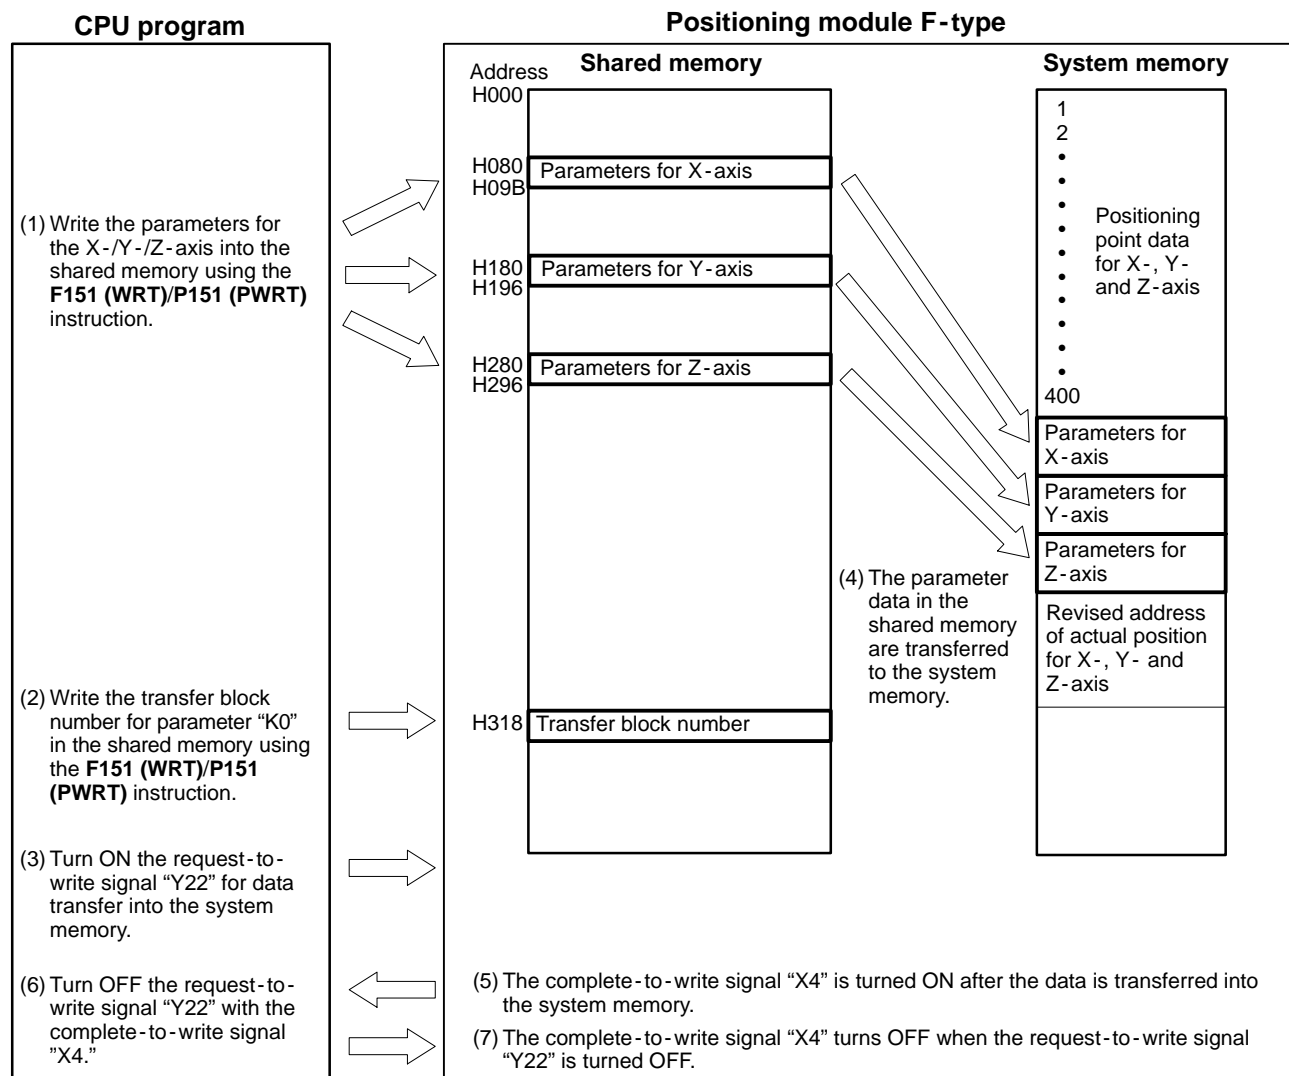 CPU program
Positioning module F-type
Address
Shared memory
System memory
H000
1
2
H080
Parameters for X-axis
H09B
(1) Write the parameters for
the X-/Y-/Z-axis into the
shared memory using the
F151 (WRT)/P151 (PWRT)
instruction.
Positioning
point data
for X-, Y-
and Z-axis
H180
Parameters for Y-axis
H196
H280
Parameters for Z-axis
H296
400
Parameters for
X-axis
Parameters for
Y-axis
Parameters for
Z-axis
(4) The parameter
data in the
shared memory
are transferred
to the system
memory.
Revised address
of actual position
for X-, Y- and
Z-axis
(2) Write the transfer block
number for parameter “K0”
in the shared memory using
the F151 (WRT)/P151
(PWRT) instruction.
H318
Transfer block number
(3) Turn ON the request-to-
write signal “Y22” for data
transfer into the system
memory.
(6) Turn OFF the request-to-
write signal “Y22” with the
complete-to-write signal
”X4.”
(5) The complete-to-write signal “X4” is turned ON after the data is transferred into
the system memory.
(7) The complete-to-write signal “X4” turns OFF when the request-to-write signal
“Y22” is turned OFF.